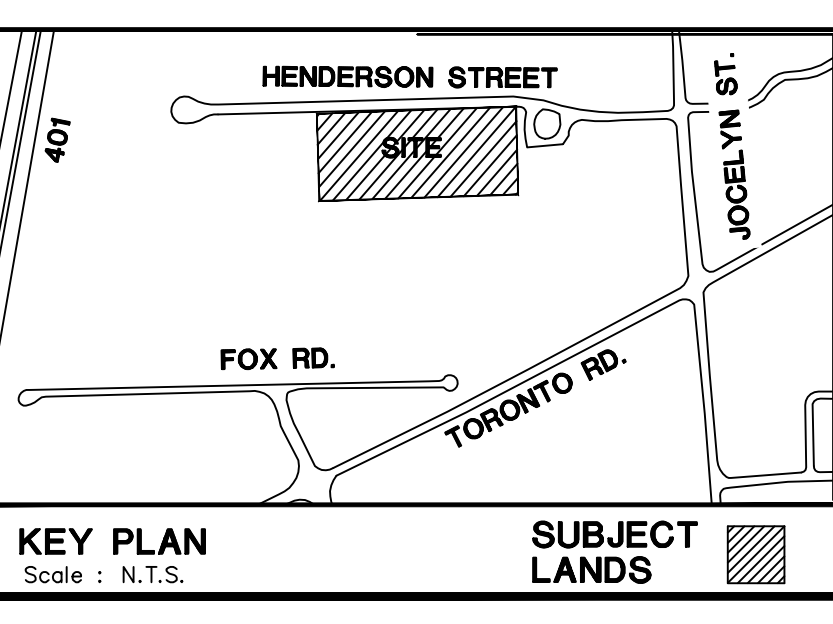 HENDERSON STREET
JOCELYN ST.
401
SITE
FOX RD.
TORONTO RD.
KEY PLAN
Scale : N.T.S.
SUBJECT
LANDS